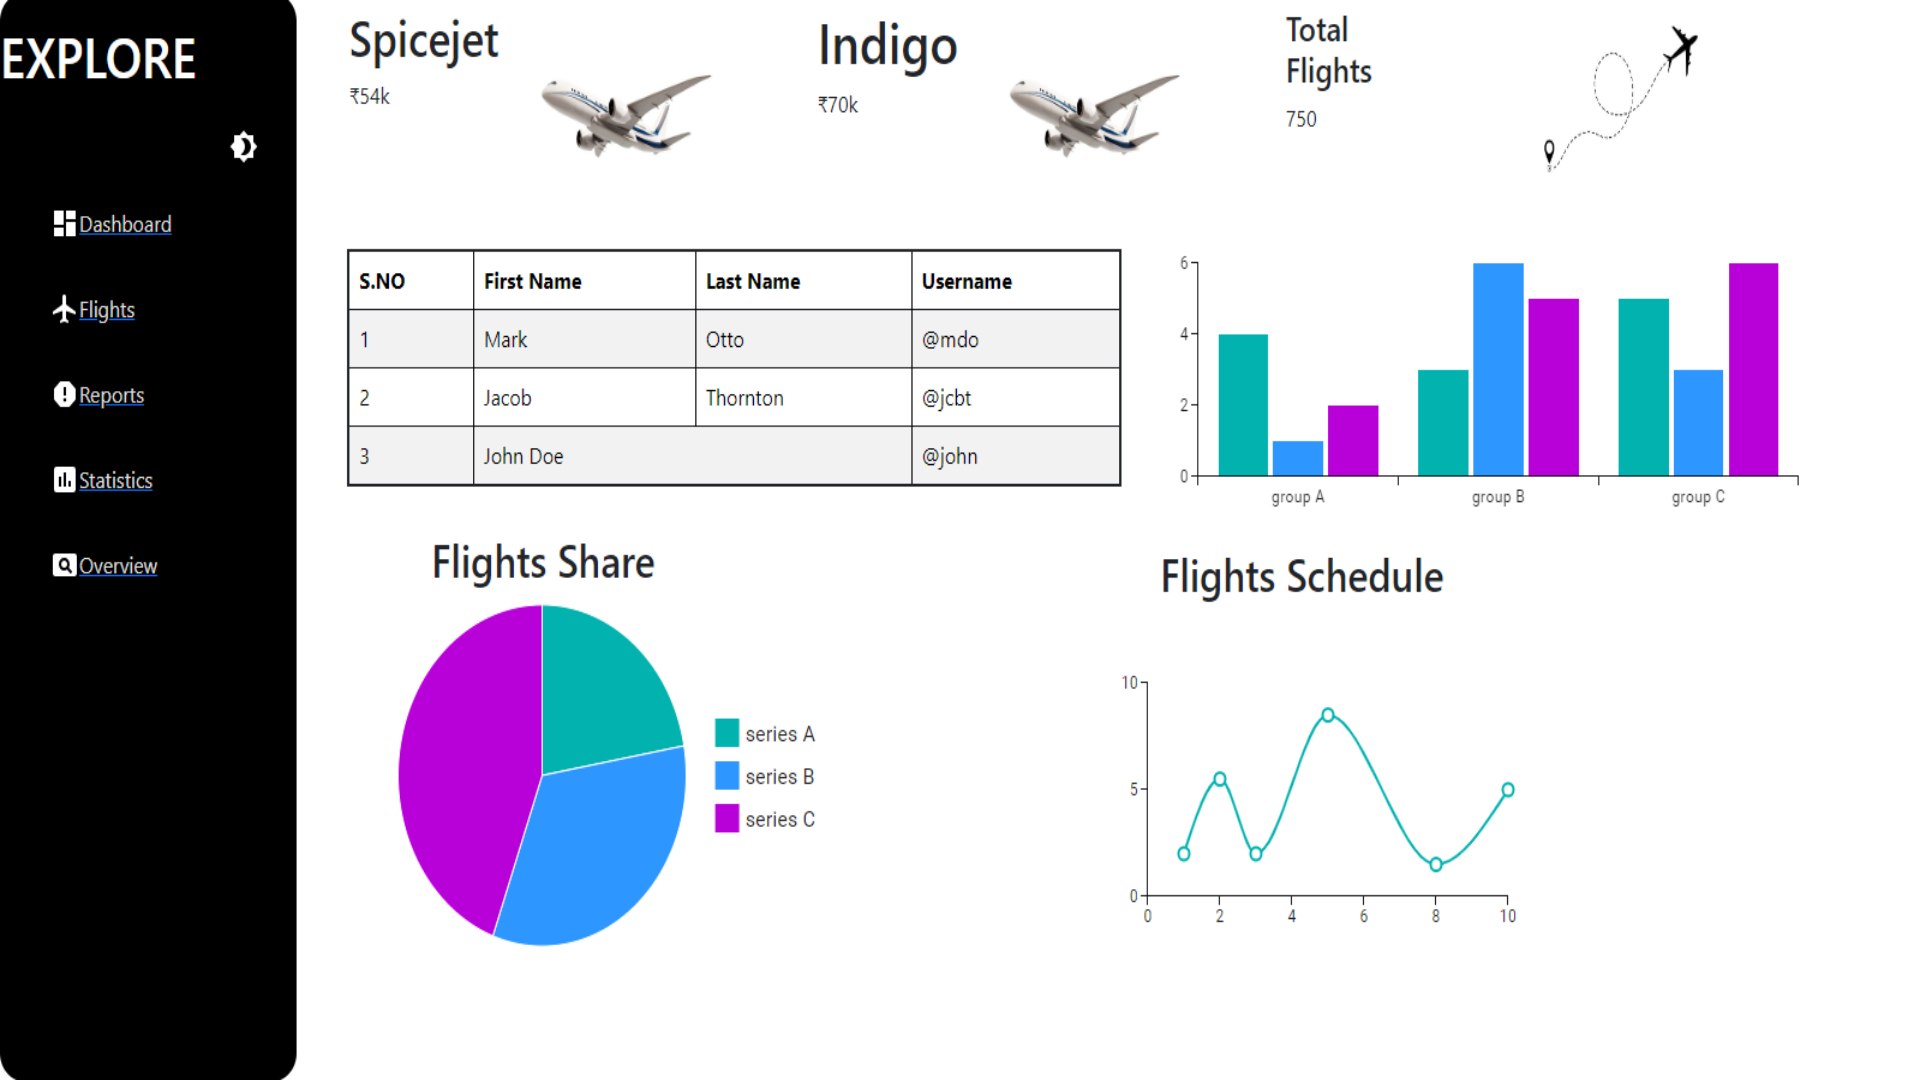 EXPLORE
Dashboard
Flights
Reports
Statistics
Overview
Spicejet
₹54k
Indigo
₹70k
Total
Flights
750
S.NO First Name Last Name Username
1 Mark Otto @mdo
2 Jacob Thornton @jcbt
3 John Doe @john
6
4
2
0
group A group B group C
Flights Share
series A
series B
series C
Flights Schedule
10
5
0
0 2 4 6 8 10